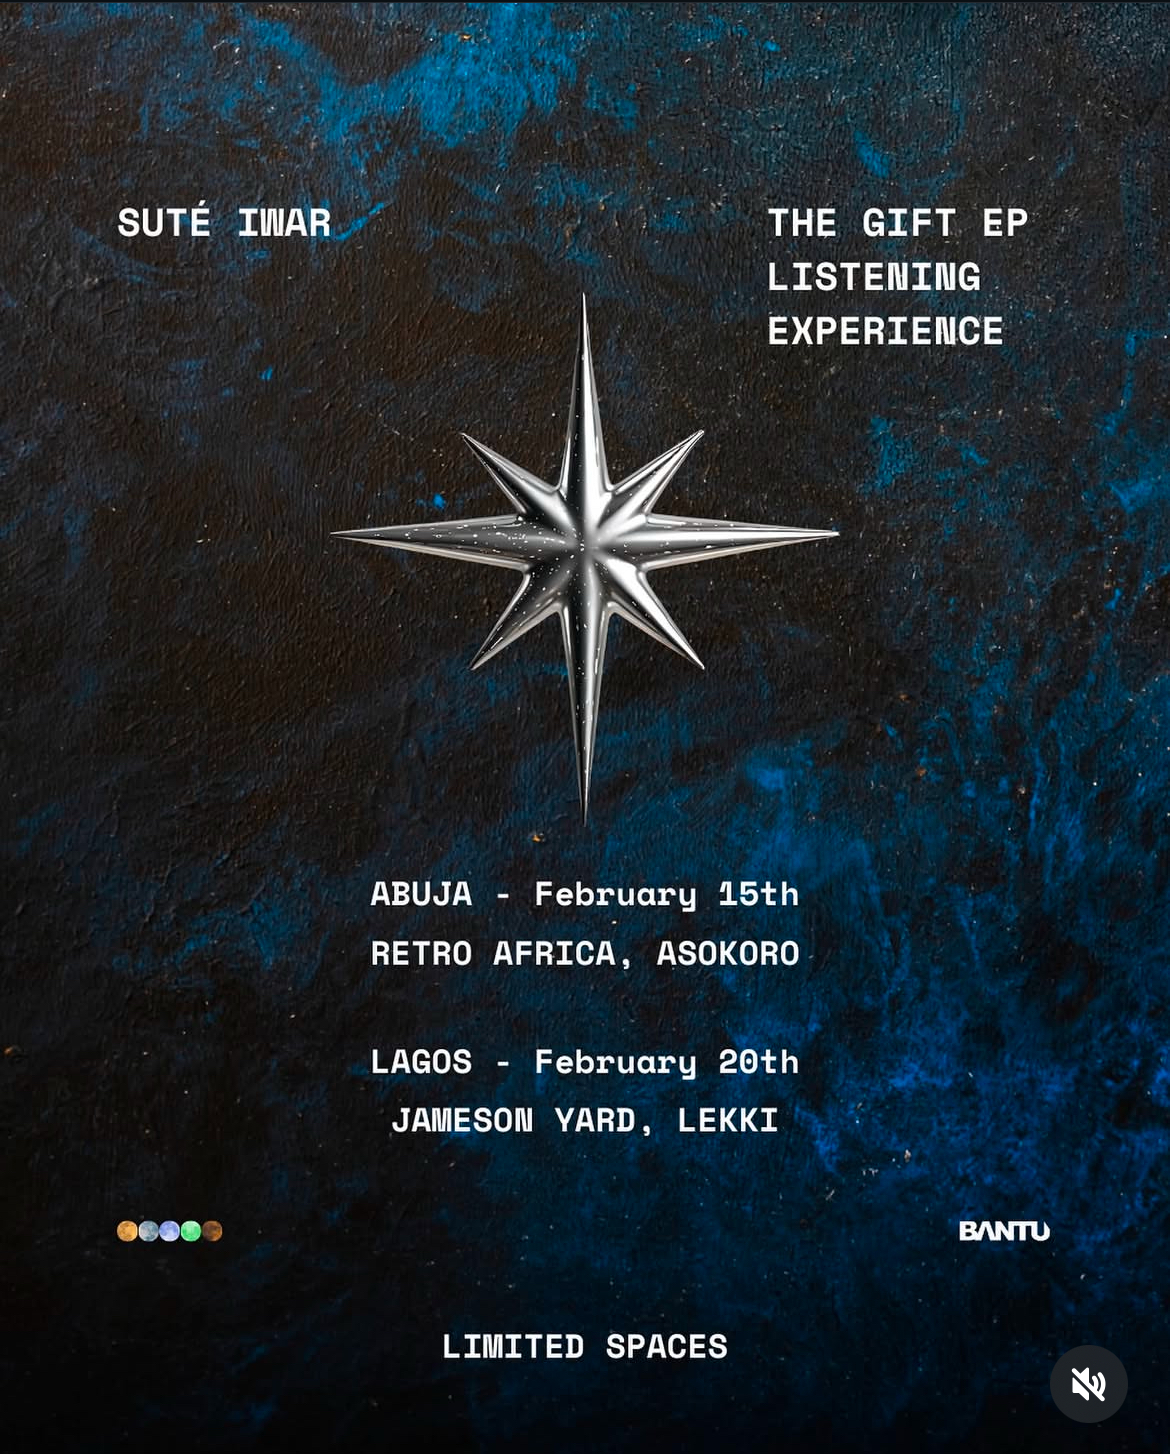 SUTÉ IWAR
THE GIFT EP
LISTENING
EXPERIENCE
ABUJA - February 15th
RETRO AFRICA, ASOKORO
LAGOS - February 20th
JAMESON YARD, LEKKI
BANTU
LIMITED SPACES